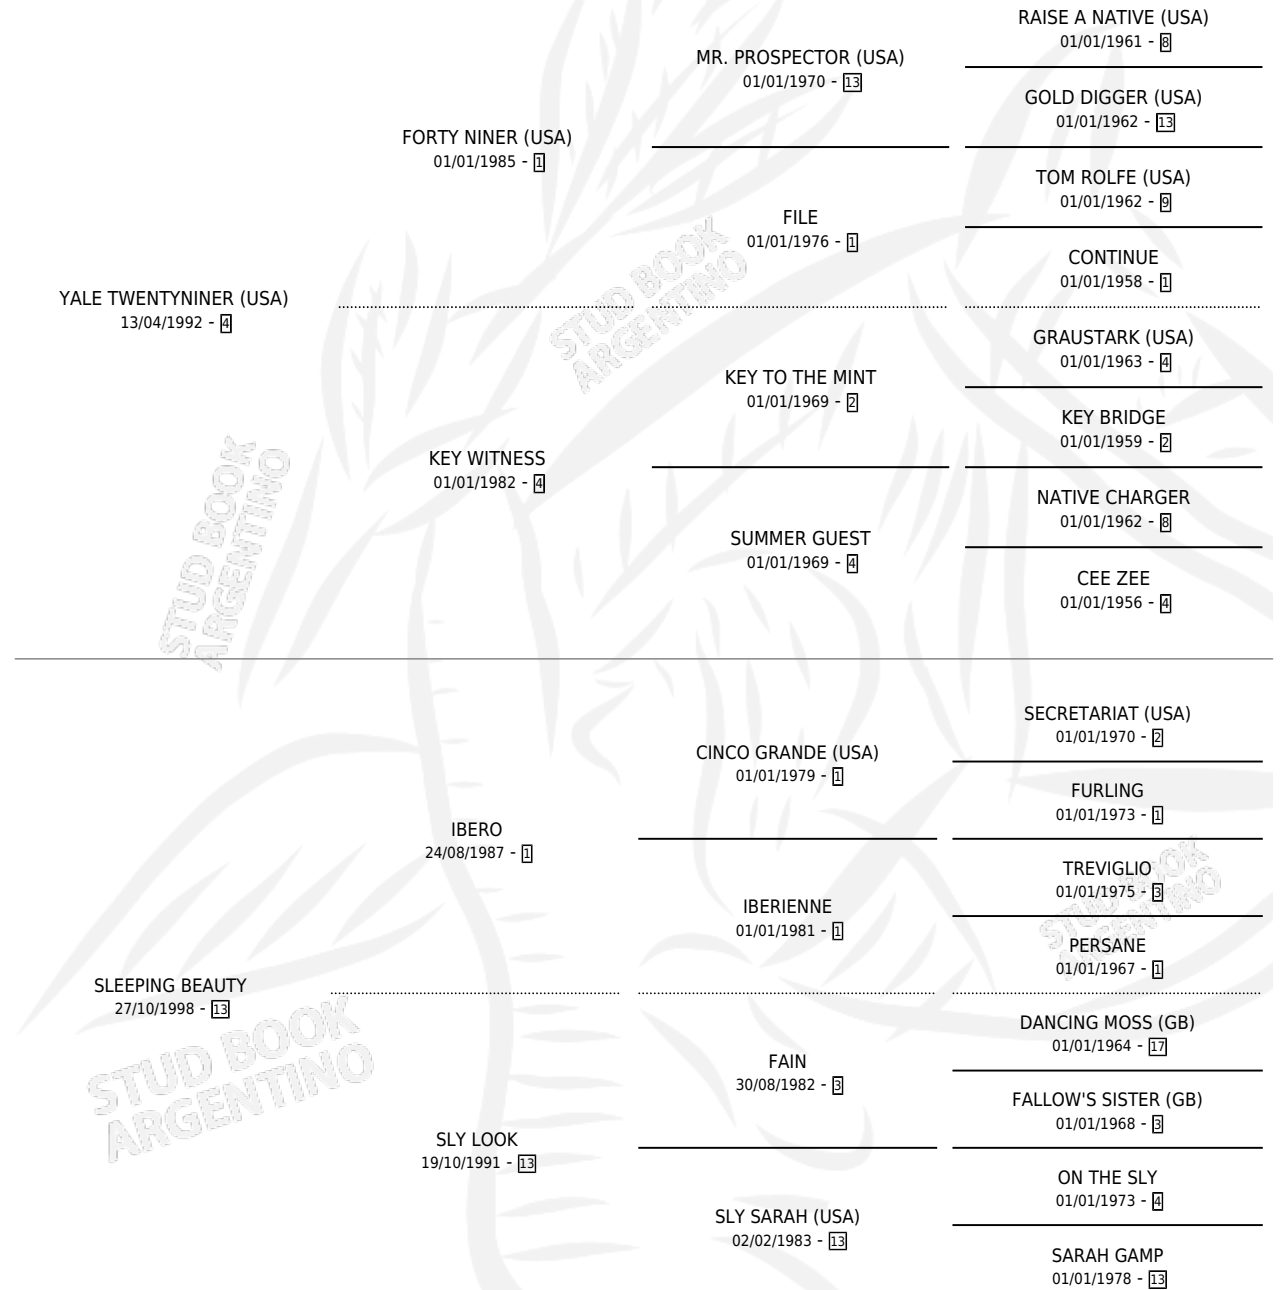 RAISE A NATIVE (USA)
01/01/1961 - 8
MR. PROSPECTOR (USA)
01/01/1970 - 13
GOLD DIGGER (USA)
01/01/1962 - 13
FORTY NINER (USA)
01/01/1985 - 1
TOM ROLFE (USA)
01/01/1962 - 9
FILE
01/01/1976 - 1
CONTINUE
01/01/1958 - 1
YALE TWENTYNINER (USA)
13/04/1992 - 4
GRAUSTARK (USA)
01/01/1963 - 4
KEY TO THE MINT
01/01/1969 - 2
KEY BRIDGE
01/01/1959 - 2
KEY WITNESS
01/01/1982 - 4
NATIVE CHARGER
01/01/1962 - 8
SUMMER GUEST
01/01/1969 - 4
CEE ZEE
01/01/1956 - 4
SECRETARIAT (USA)
01/01/1970 - 2
CINCO GRANDE (USA)
01/01/1979 - 1
FURLING
01/01/1973 - 1
IBERO
24/08/1987 - 1
TREVIGLIO
01/01/1975 - 3
IBERIENNE
01/01/1981 - 1
PERSANE
01/01/1967 - 1
SLEEPING BEAUTY
27/10/1998 - 13
DANCING MOSS (GB)
01/01/1964 - 17
FAIN
30/08/1982 - 3
FALLOW'S SISTER (GB)
01/01/1968 - 3
SLY LOOK
19/10/1991 - 13
ON THE SLY
01/01/1973 - 4
SLY SARAH (USA)
02/02/1983 - 13
SARAH GAMP
01/01/1978 - 13
STUD BOOK
ARGENTINO
STUD BOOK
ARGENTINO
STUD BOOK
ARGENTINO
STUD BOOK
ARGENTINO